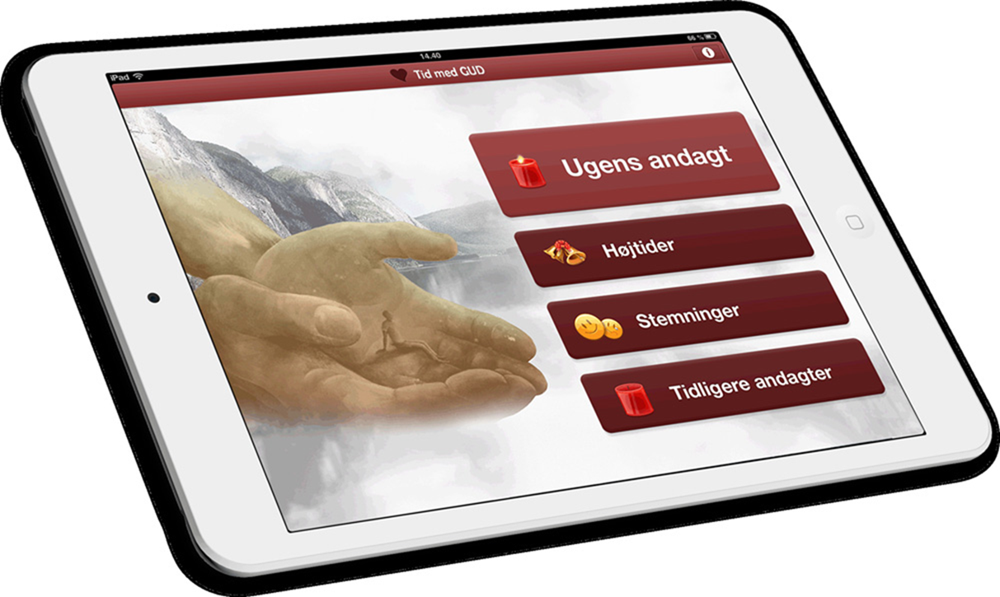 iPad
14.40
66 %
Tid med GUD
Ugens andagt
Højtider
Stemninger
Tidligere andagter